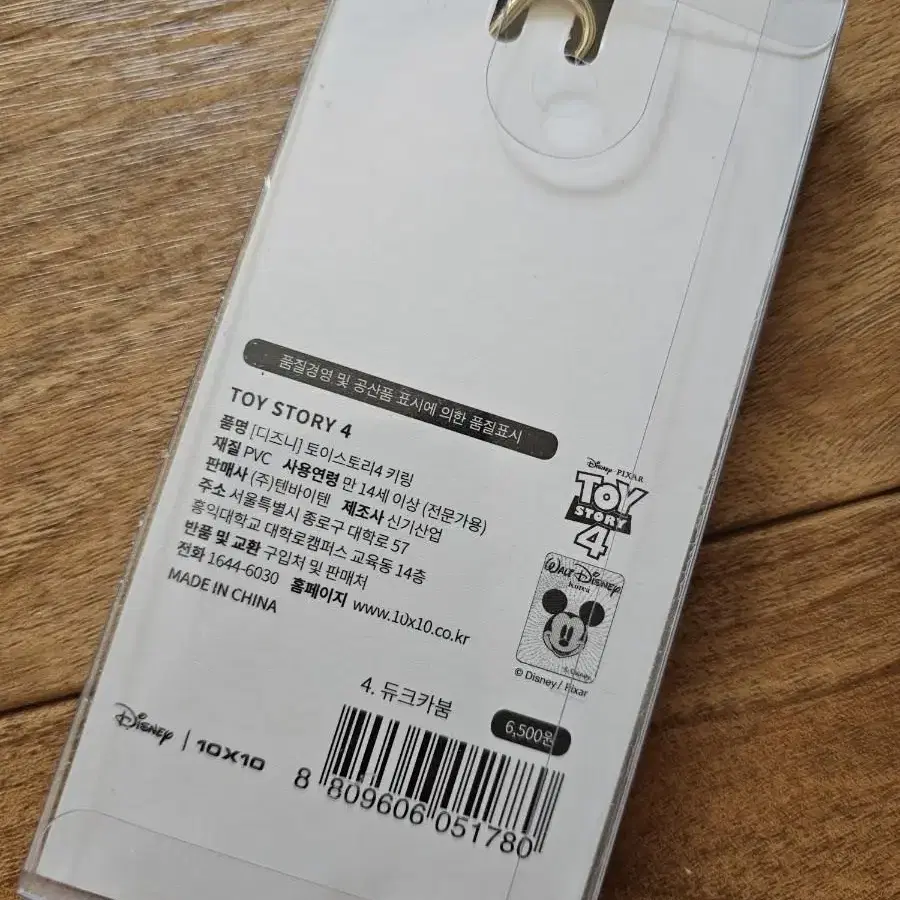 품질경영 및 공산품 표시에 의한 품질표시
TOY STORY 4
품명 [디즈니] 토이스토리4 키링
재질 PVC 사용연령 만 14세 이상 (전문가용)
판매사 (주)텐바이텐 제조사 신기산업
주소 서울특별시 종로구 대학로 57
홍익대학교 대학로캠퍼스 교육동 14층
반품 및 교환 구입처 및 판매처
전화 1644-6030 홈페이지 www.10x10.co.kr
MADE IN CHINA
Disney PIXAR
TOY
STORY
4
WALT DISNEY
Korea
© Disney
© Disney / Pixar
4. 듀크카붐
6,500원
Disney | 10X10
8 809606 051780